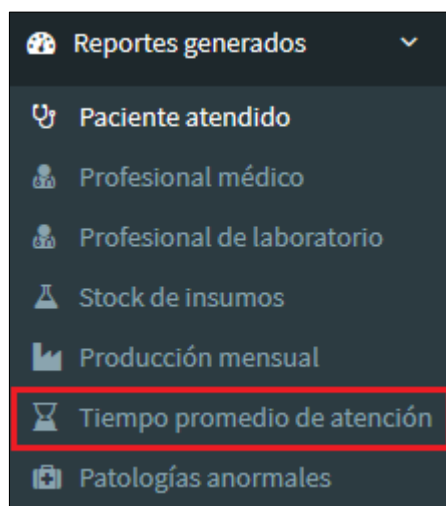 Reportes generados
Paciente atendido
Profesional médico
Profesional de laboratorio
Stock de insumos
Producción mensual
Tiempo promedio de atención
Patologías anormales